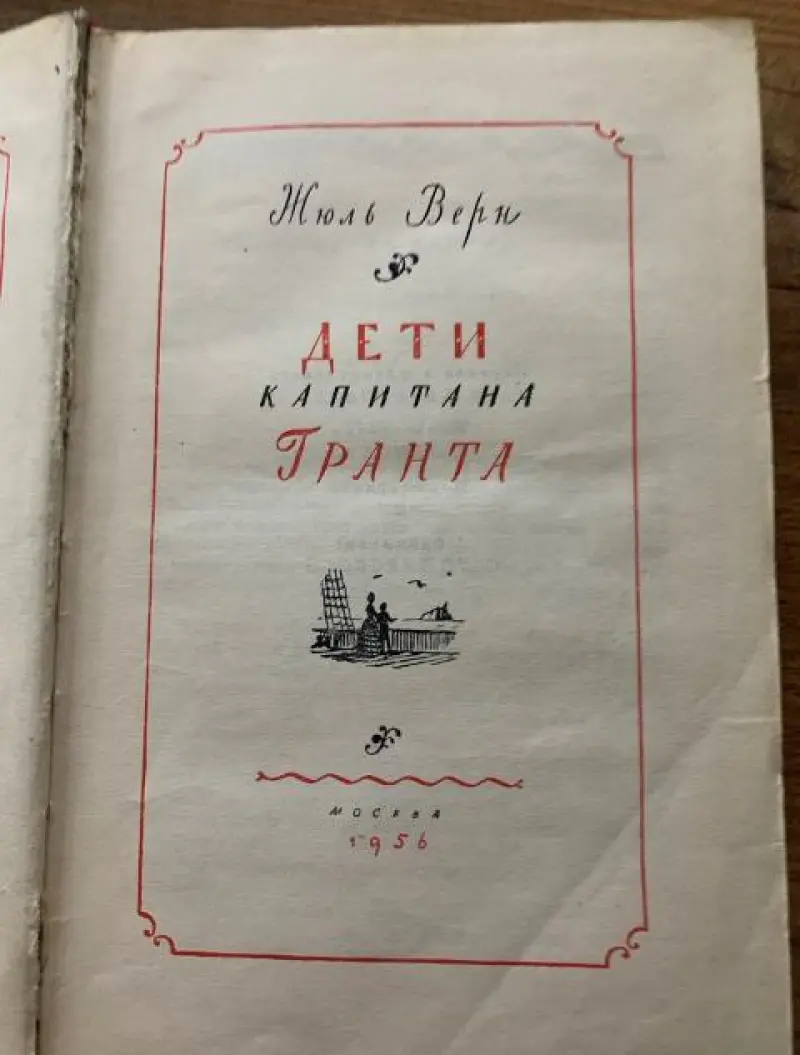 Жюль Верн
ДЕТИ
КАПИТАНА
ГРАНТА
МОСКВА
1956